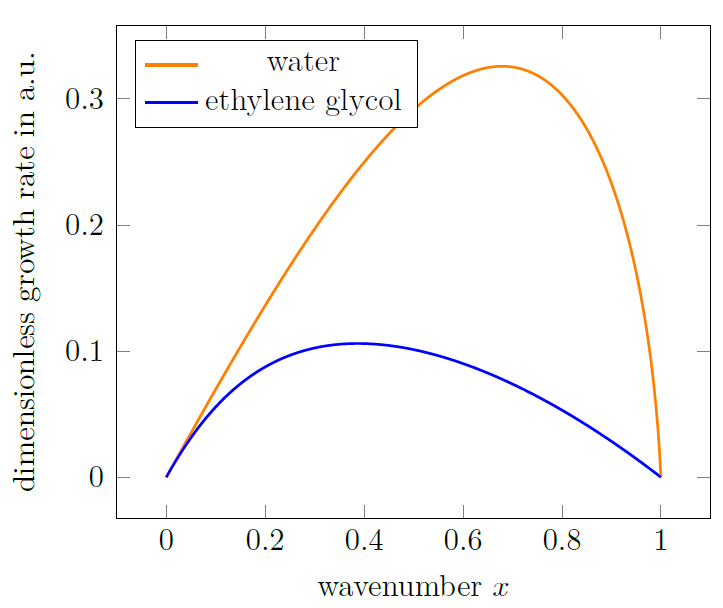 water
ethylene glycol
dimensionless growth rate in a.u.
0.3
0.2
0.1
0
0 0.2 0.4 0.6 0.8 1
wavenumber x